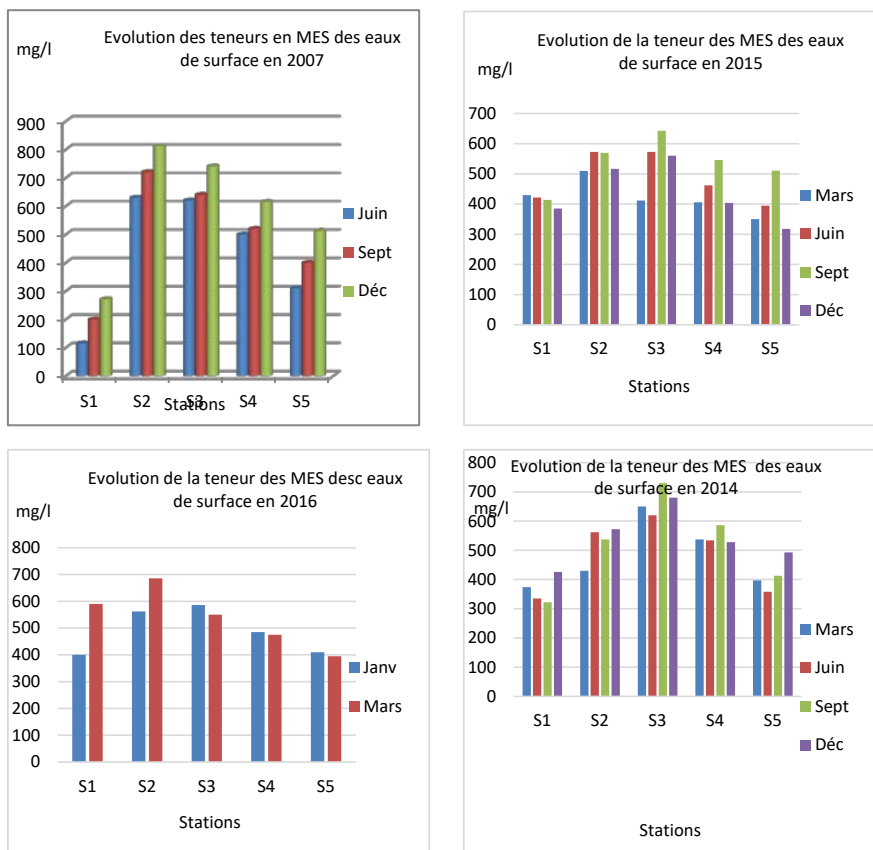 Evolution des teneurs en MES des eaux
de surface en 2007
mg/l
900
800
700
600
500
400
300
200
100
0
S1 S2 S3 S4 S5
Stations
Juin
Sept
Déc
Evolution de la teneur des MES des eaux
de surface en 2015
mg/l
700
600
500
400
300
200
100
0
S1 S2 S3 S4 S5
Stations
Mars
Juin
Sept
Déc
Evolution de la teneur des MES desc eaux
de surface en 2016
mg/l
800
700
600
500
400
300
200
100
0
S1 S2 S3 S4 S5
Stations
Janv
Mars
Evolution de la teneur des MES des eaux
de surface en 2014
mg/l
800
700
600
500
400
300
200
100
0
S1 S2 S3 S4 S5
Stations
Mars
Juin
Sept
Déc